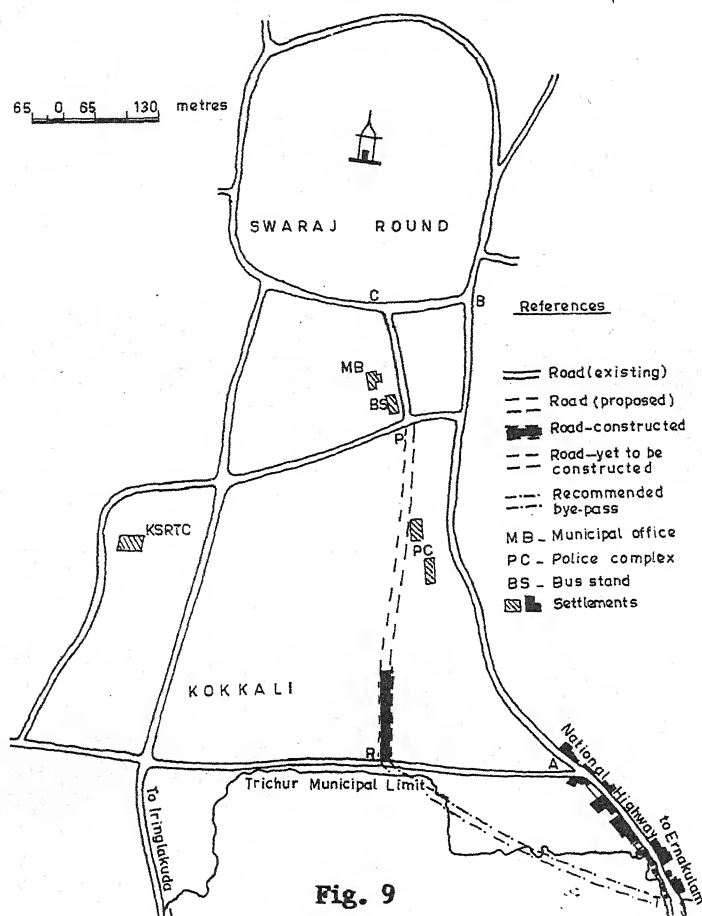 65 0 65 130 metres
SWARAJ ROUND
C
B
References
MB
BS
P
Road (existing)
Road (proposed)
Road-constructed
Road-yet to be
constructed
Recommended
bye-pass
MB - Municipal office
PC - Police complex
BS - Bus stand
Settlements
KSRTC
PC
KOKKALI
R
A
Trichur Municipal Limit
National Highway to Ernakulam
To Iringlakuda
T
Fig. 9